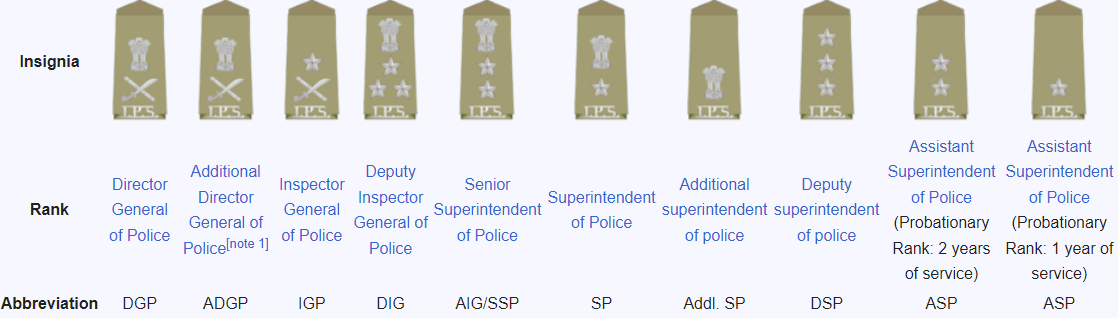 Insignia
I.P.S. I.P.S. I.P.S. I.P.S. I.P.S. I.P.S. I.P.S. I.P.S. I.P.S. I.P.S.
Rank
Director
General
of Police
Additional
Director
General of
Police[note 1]
Inspector
General
of Police
Deputy
Inspector
General of
Police
Senior
Superintendent
of Police
Superintendent
of Police
Additional
superintendent
of police
Deputy
superintendent
of police
Assistant
Superintendent
of Police
(Probationary
Rank: 2 years
of service)
Assistant
Superintendent
of Police
(Probationary
Rank: 1 year of
service)
Abbreviation DGP ADGP IGP DIG AIG/SSP SP Addl. SP DSP ASP ASP